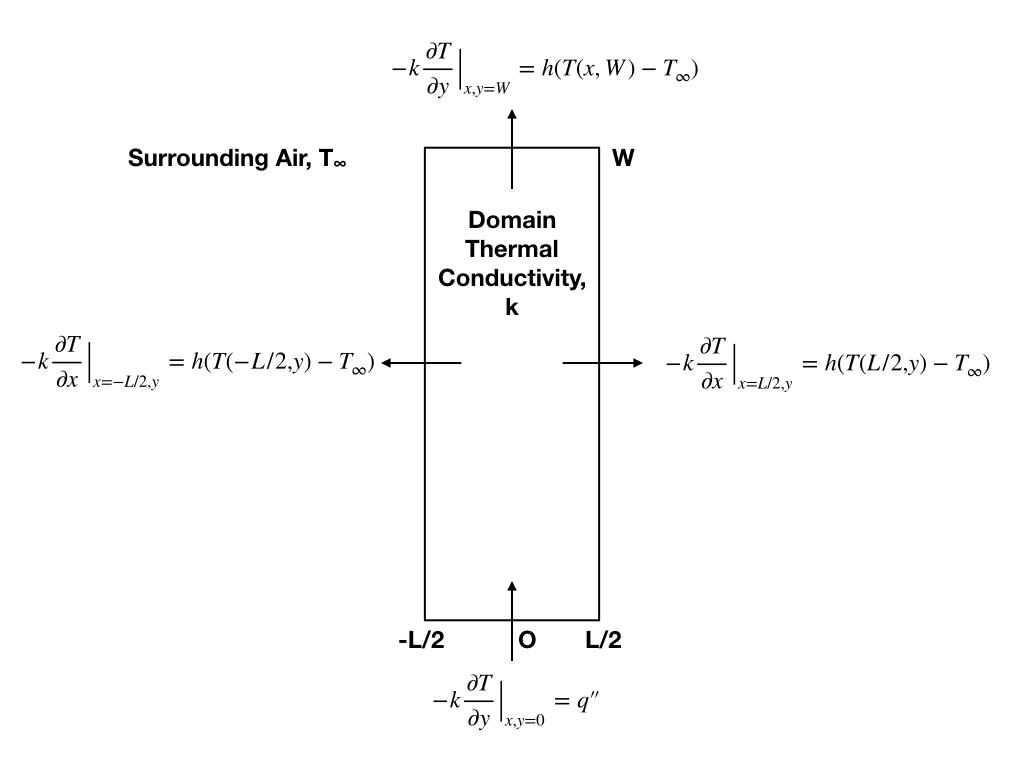 −k ∂T/∂y |x,y=W = h(T(x, W) − T∞)
Surrounding Air, T∞
W
Domain
Thermal
Conductivity,
k
−k ∂T/∂x |x=−L/2,y = h(T(−L/2,y) − T∞)
−k ∂T/∂x |x=L/2,y = h(T(L/2,y) − T∞)
-L/2
O
L/2
−k ∂T/∂y |x,y=0 = q″